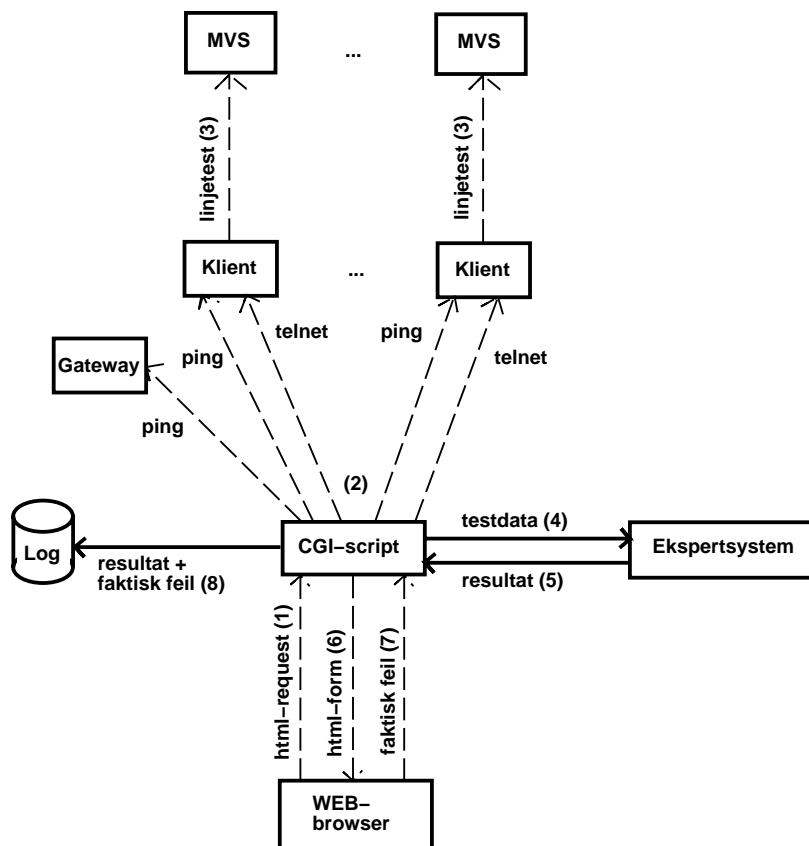 MVS
...
MVS
linjetest (3)
linjetest (3)
Klient
...
Klient
telnet
ping
ping
telnet
Gateway
ping
(2)
Log
CGI–script
testdata (4)
Ekspertsystem
resultat +
faktisk feil (8)
resultat (5)
html–request (1)
html–form (6)
faktisk feil (7)
WEB–
browser